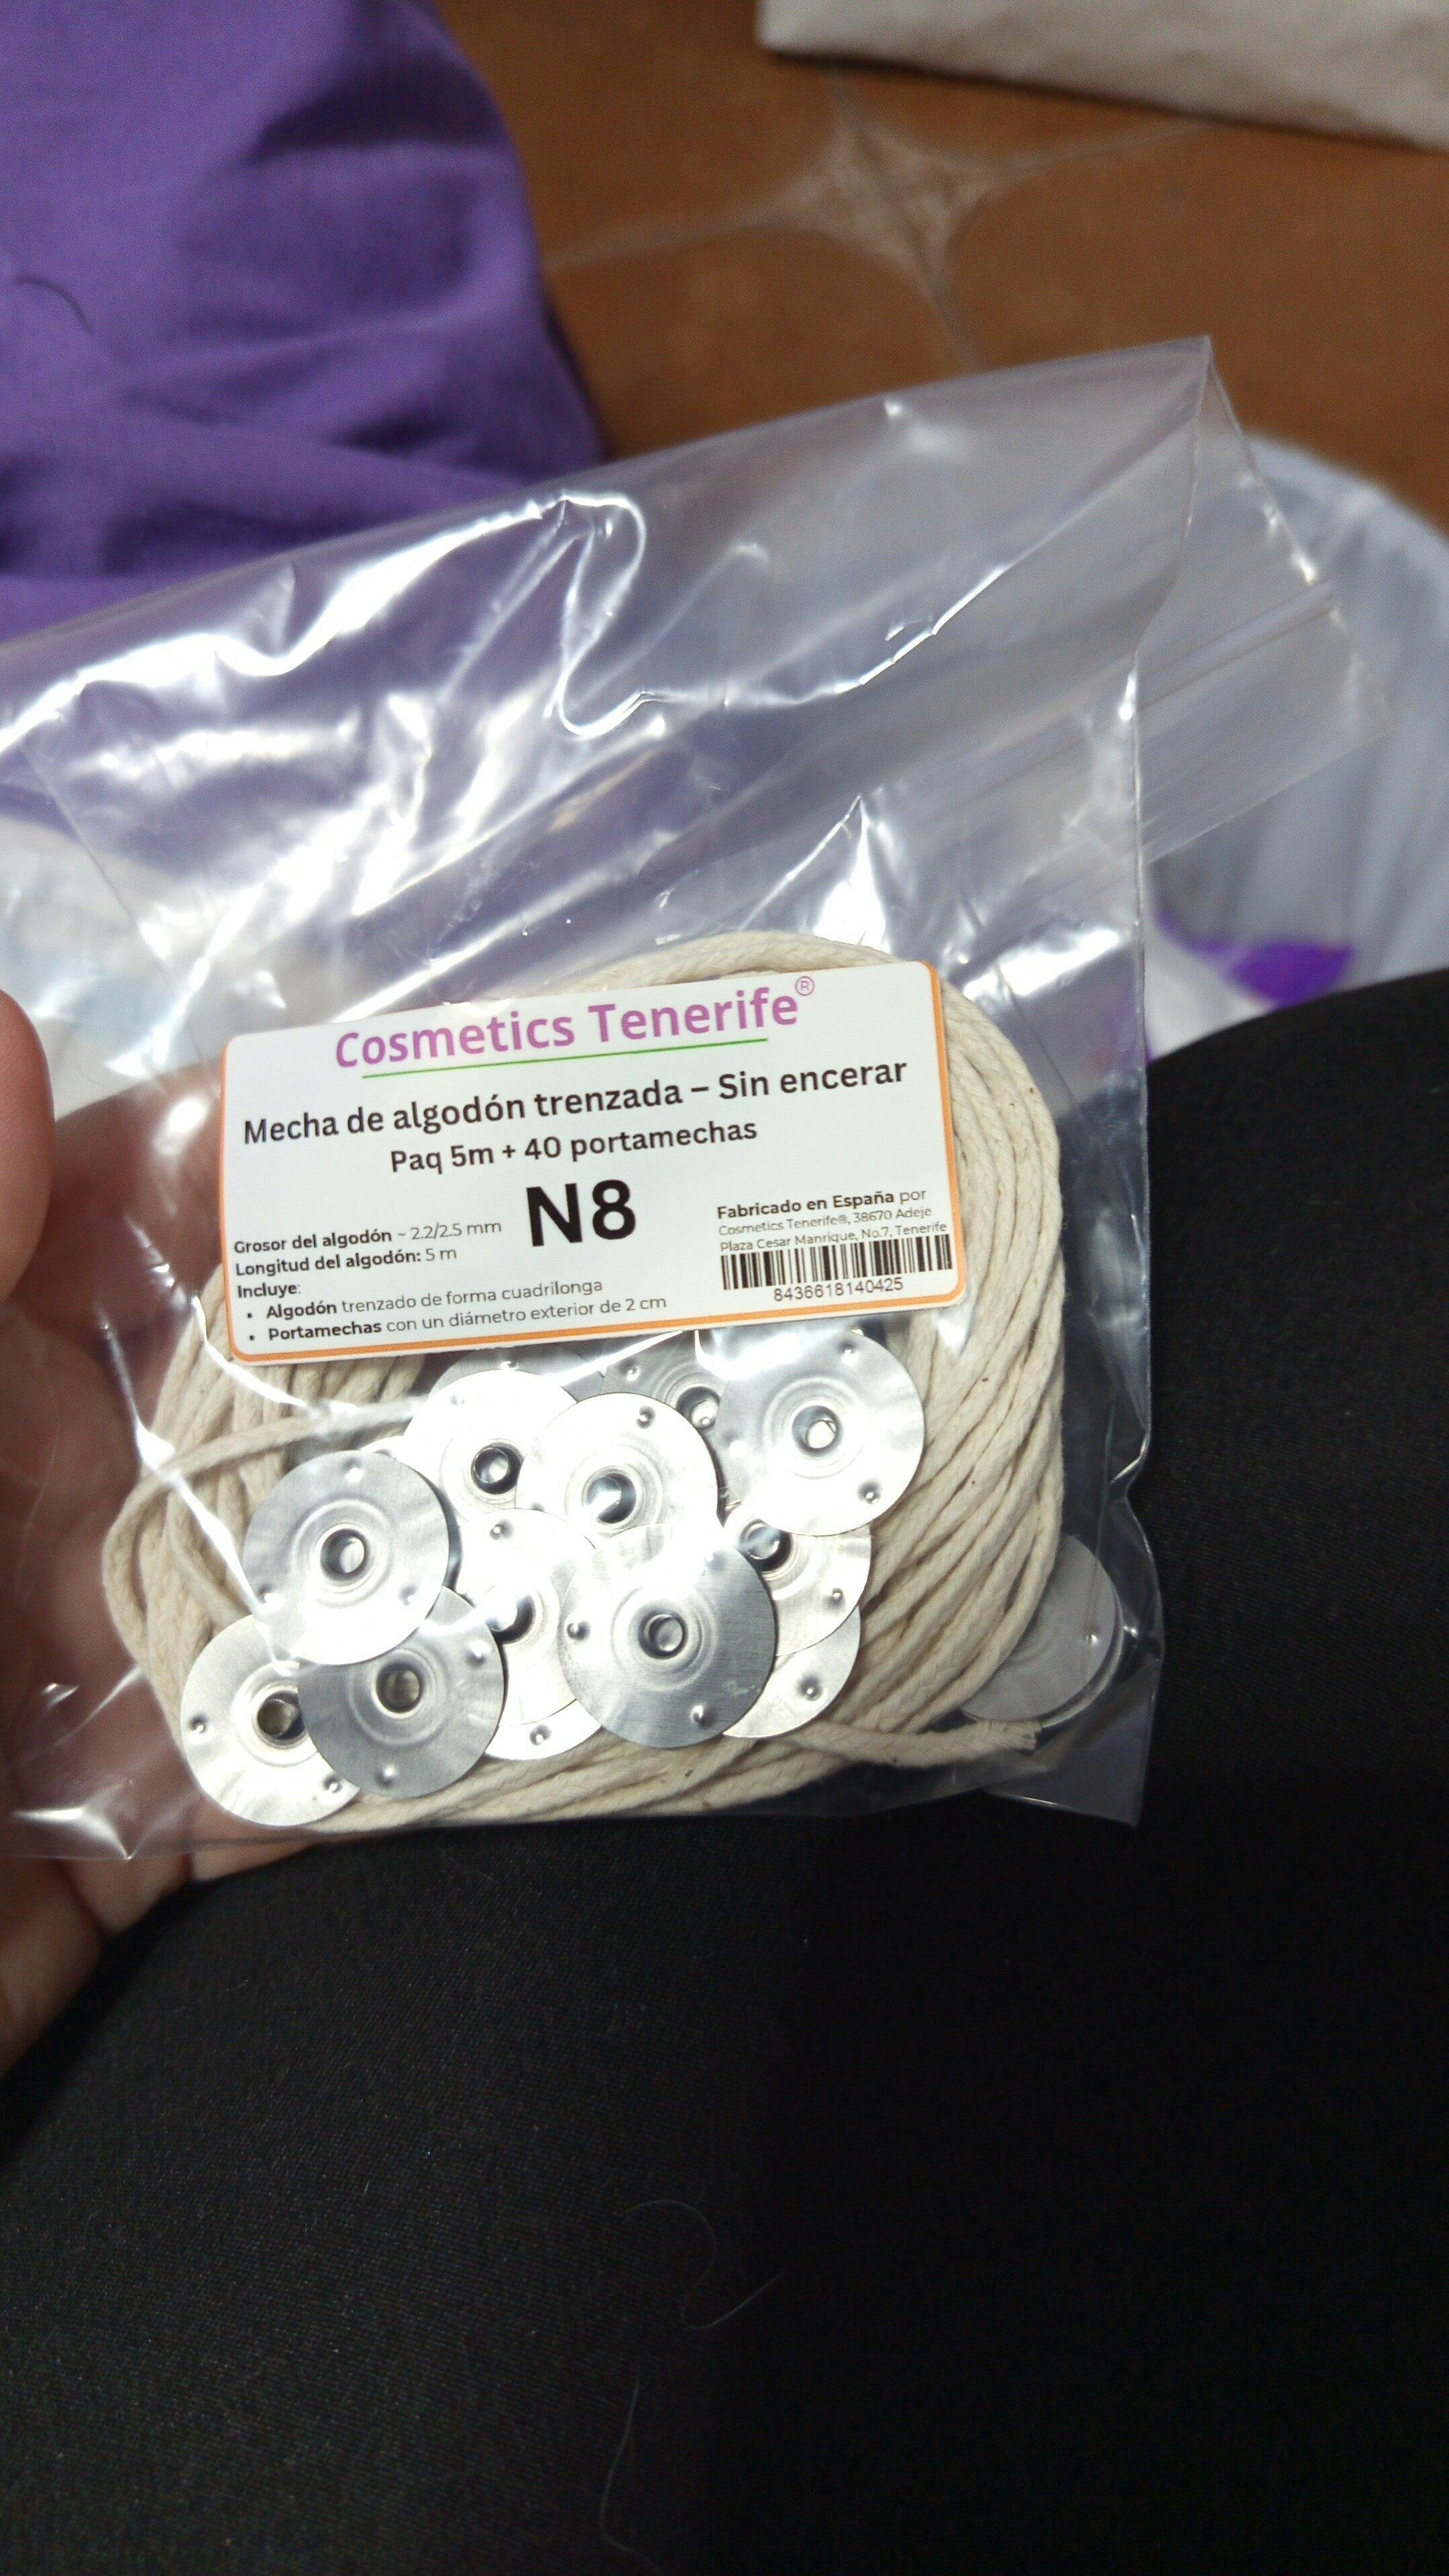 Cosmetics Tenerife®
Mecha de algodón trenzada – Sin encerar
Paq 5m + 40 portamechas
N8
Grosor del algodón ~ 2.2/2.5 mm
Longitud del algodón: 5 m
Incluye:
• Algodón trenzado de forma cuadrilonga
• Portamechas con un diámetro exterior de 2 cm
Fabricado en España por
Cosmetics Tenerife®, 38670 Adeje
Plaza Cesar Manrique, No.7, Tenerife
8436618140425